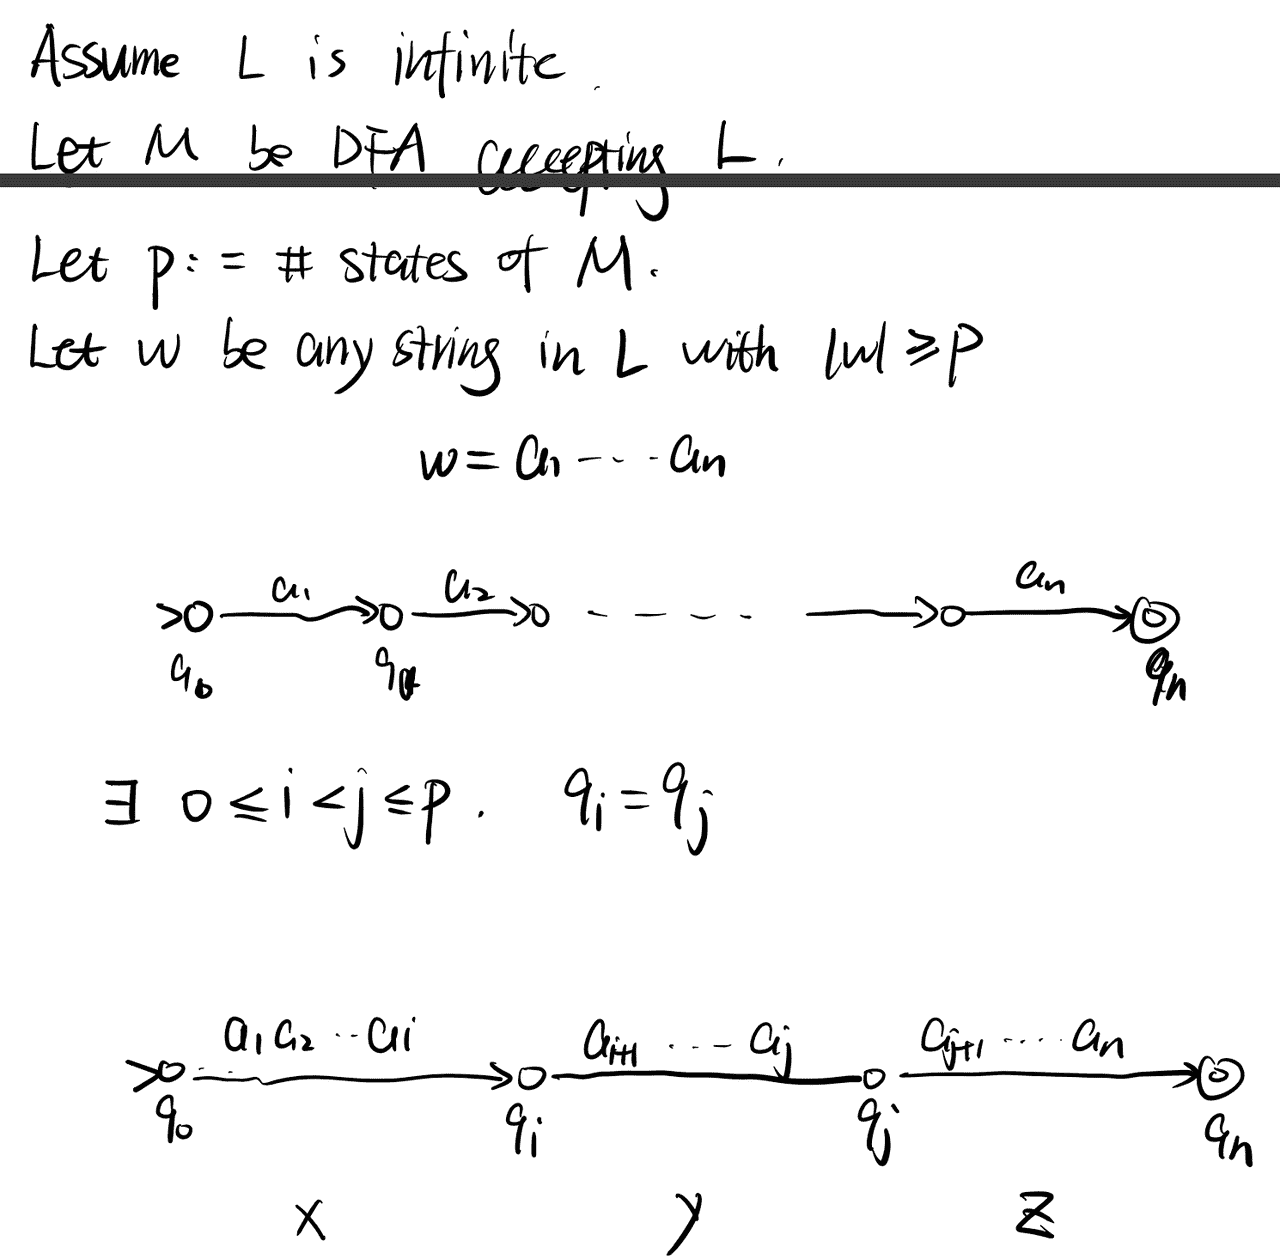 Assume L is infinite.
Let M be DFA accepting L.
Let p := # states of M.
Let w be any string in L with |w| ⩾ p
w = a₁ --- aₙ
a₁ a₂ aₙ
q₀ q₁ qₙ
∃ 0 ⩽ i < j ⩽ p. qᵢ = qⱼ
a₁ a₂ ·· aᵢ aᵢ₊₁ ··-- aⱼ aⱼ₊₁ ···· aₙ
q₀ qᵢ qⱼ qₙ
x y z